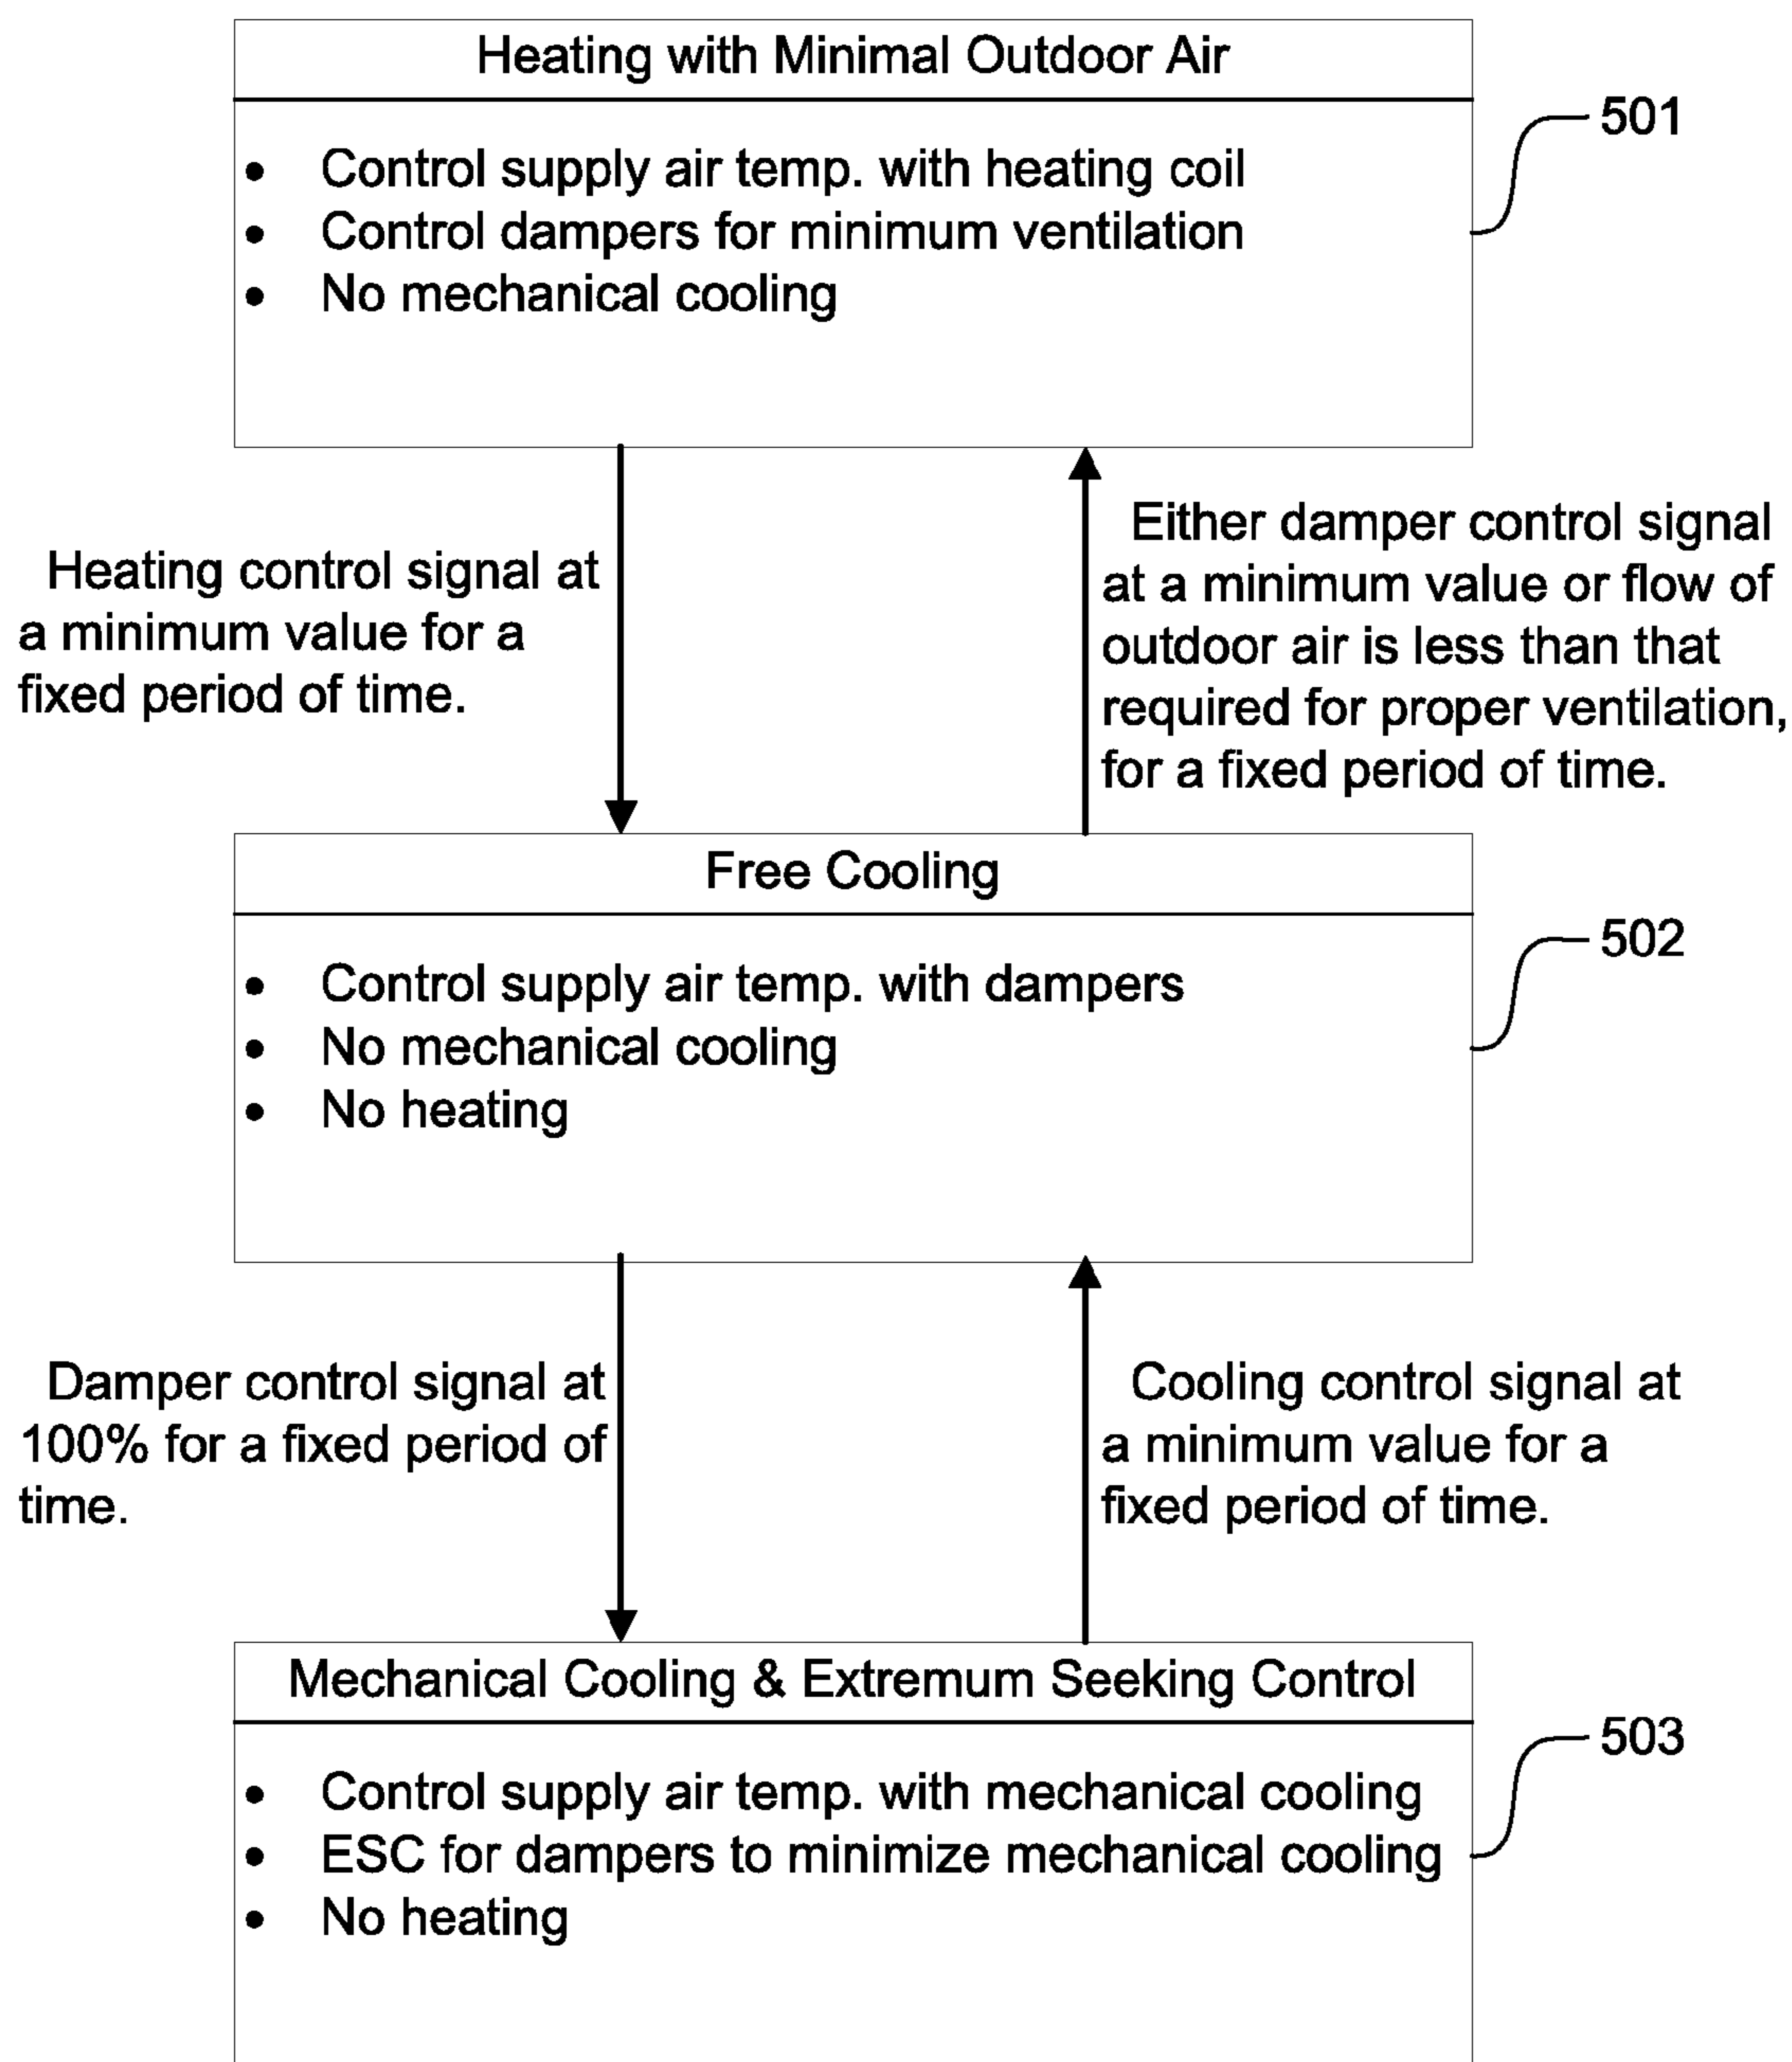 Heating with Minimal Outdoor Air
501
• Control supply air temp. with heating coil
• Control dampers for minimum ventilation
• No mechanical cooling
Heating control signal at
a minimum value for a
fixed period of time.
Either damper control signal
at a minimum value or flow of
outdoor air is less than that
required for proper ventilation,
for a fixed period of time.
Free Cooling
502
• Control supply air temp. with dampers
• No mechanical cooling
• No heating
Damper control signal at
100% for a fixed period of
time.
Cooling control signal at
a minimum value for a
fixed period of time.
Mechanical Cooling & Extremum Seeking Control
503
• Control supply air temp. with mechanical cooling
• ESC for dampers to minimize mechanical cooling
• No heating